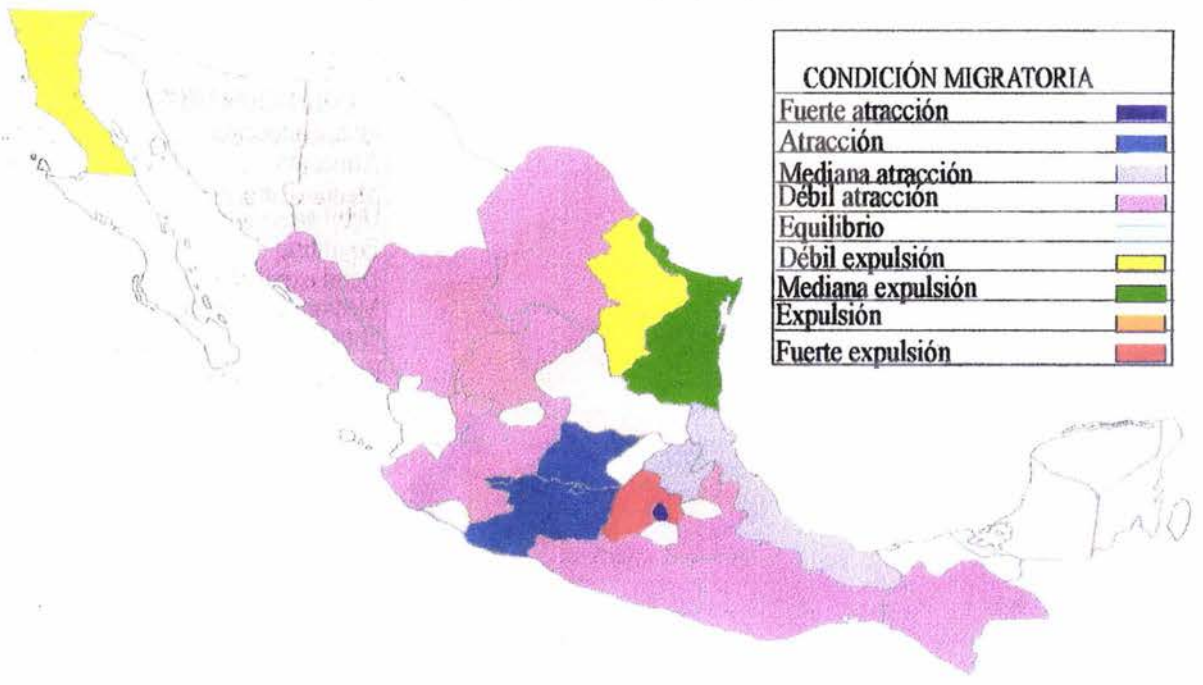 CONDICIÓN MIGRATORIA
Fuerte atracción
Atracción
Mediana atracción
Débil atracción
Equilibrio
Débil expulsión
Mediana expulsión
Expulsión
Fuerte expulsión